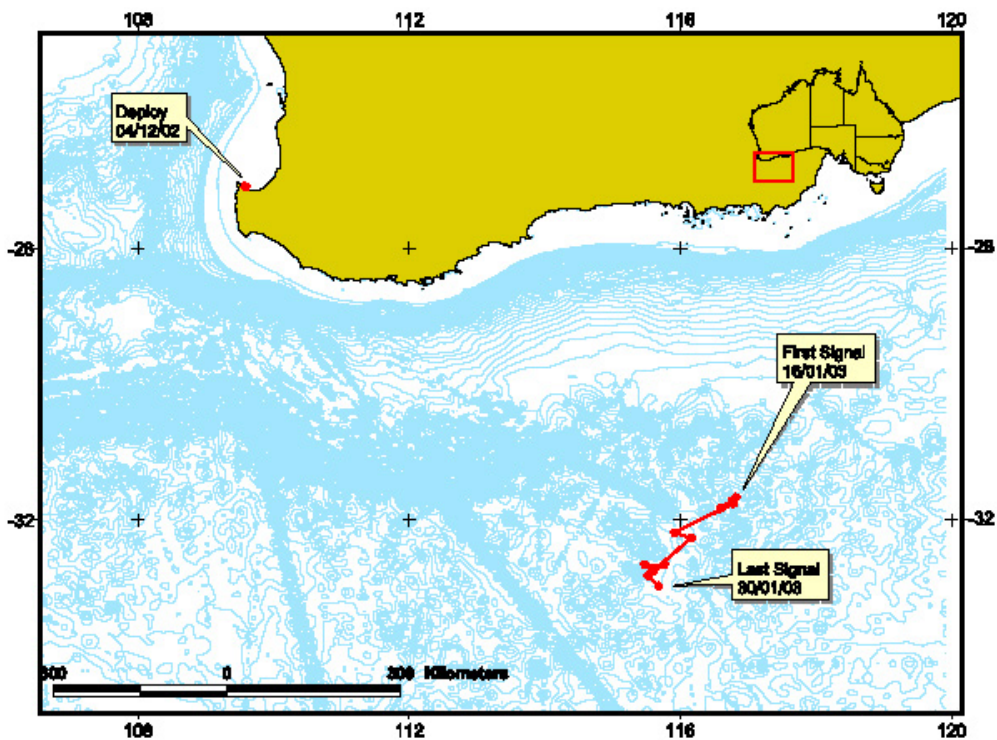 108 112 116 120
Deploy
04/12/02
-28 -28
First Signal
16/01/03
-32 -32
Last Signal
30/01/03
300 0 300 Kilometers
108 112 116 120